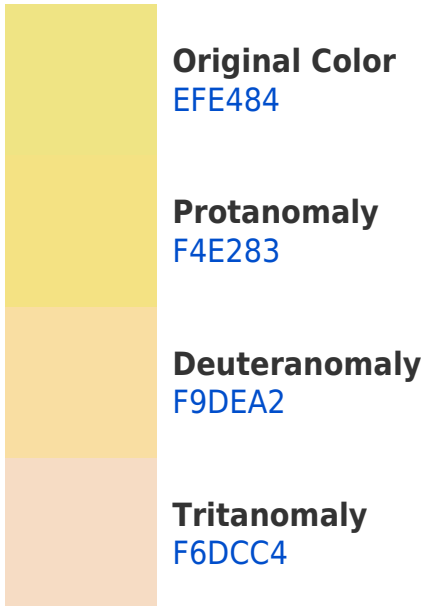 Original Color
EFE484
Protanomaly
F4E283
Deuteranomaly
F9DEA2
Tritanomaly
F6DCC4